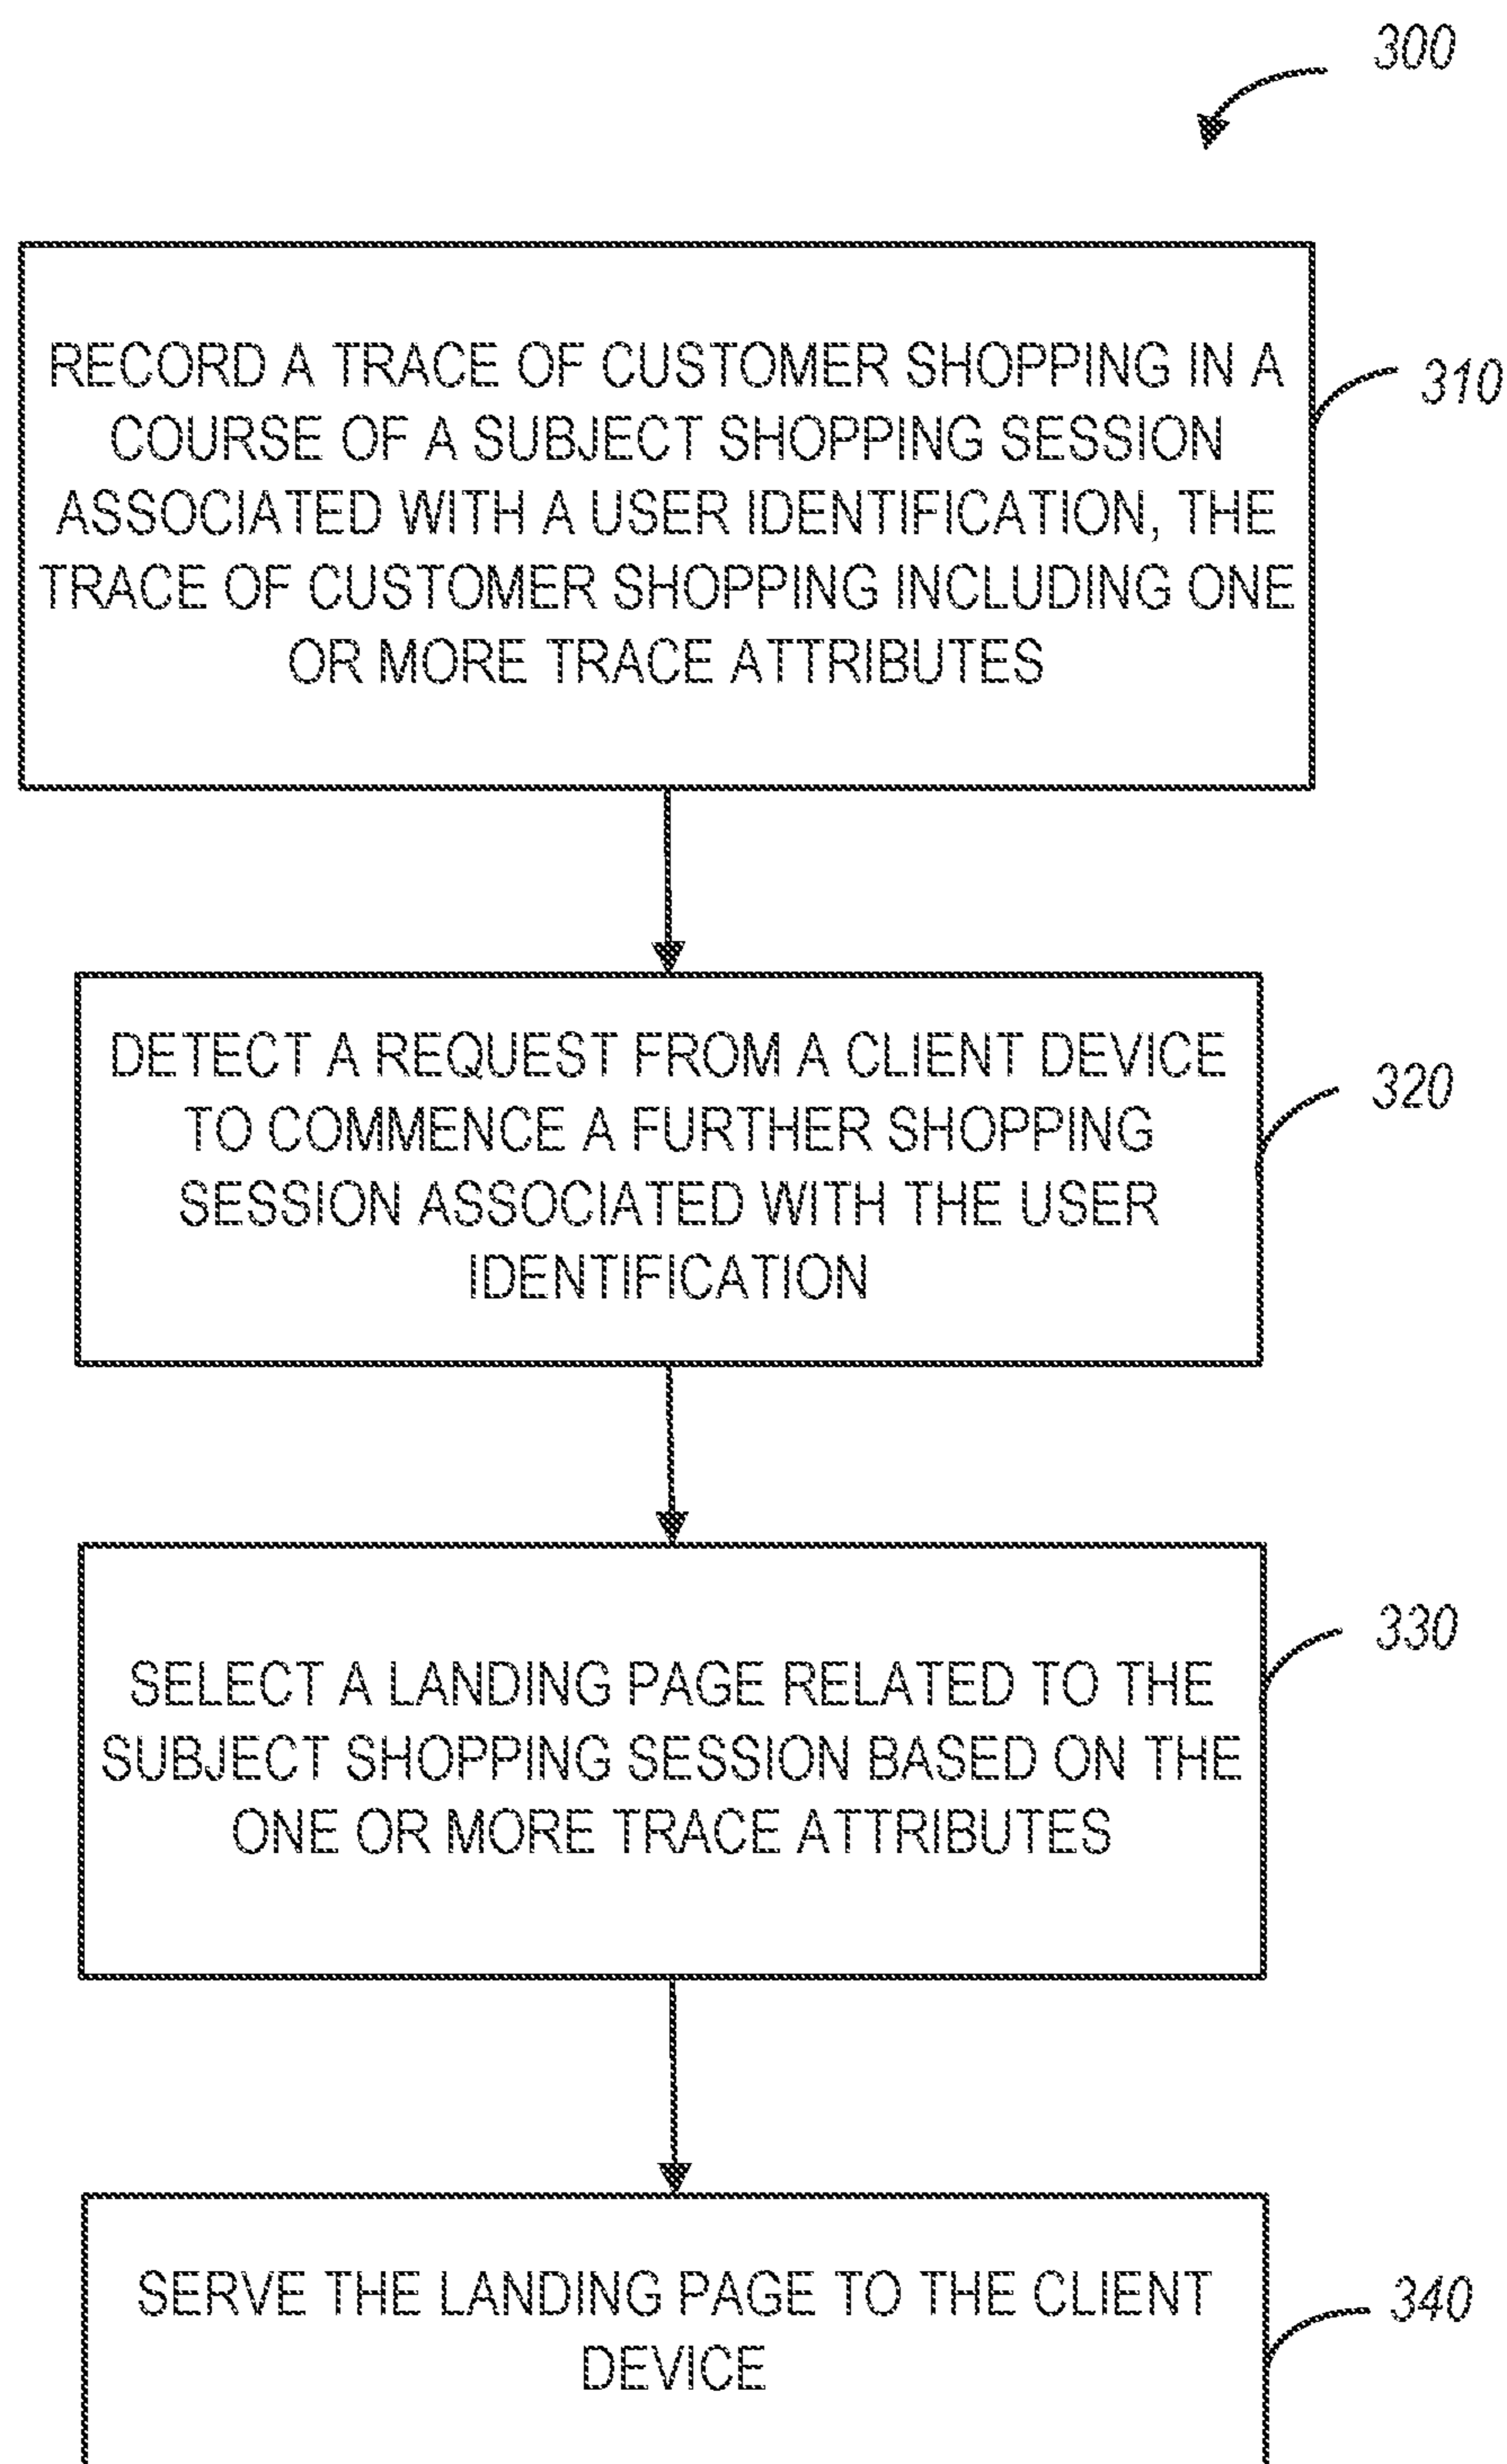 300
RECORD A TRACE OF CUSTOMER SHOPPING IN A
COURSE OF A SUBJECT SHOPPING SESSION
ASSOCIATED WITH A USER IDENTIFICATION, THE
TRACE OF CUSTOMER SHOPPING INCLUDING ONE
OR MORE TRACE ATTRIBUTES
310
DETECT A REQUEST FROM A CLIENT DEVICE
TO COMMENCE A FURTHER SHOPPING
SESSION ASSOCIATED WITH THE USER
IDENTIFICATION
320
SELECT A LANDING PAGE RELATED TO THE
SUBJECT SHOPPING SESSION BASED ON THE
ONE OR MORE TRACE ATTRIBUTES
330
SERVE THE LANDING PAGE TO THE CLIENT
DEVICE
340